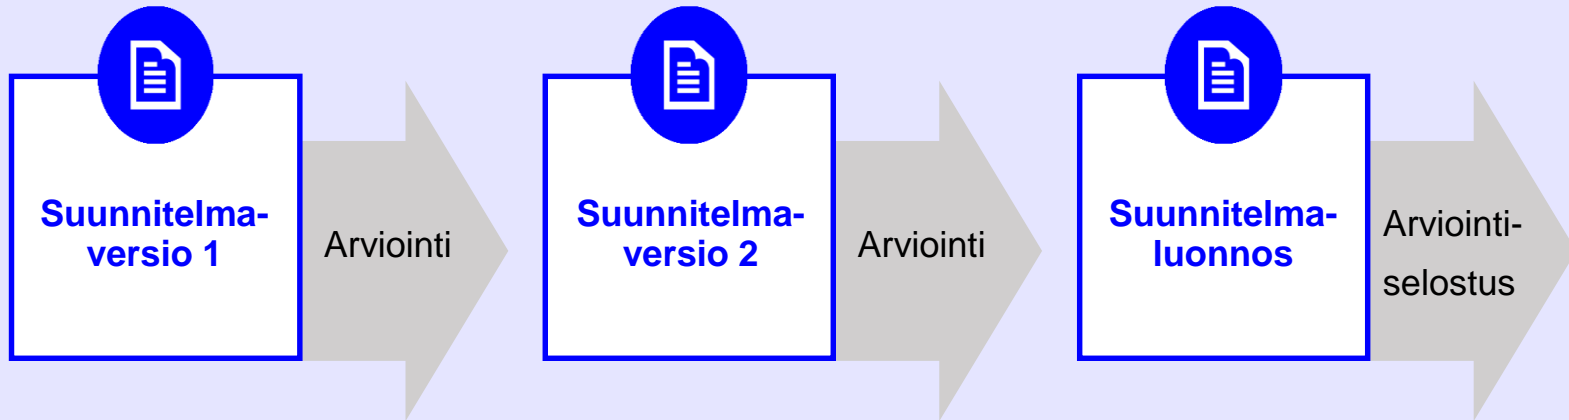 Suunnitelma-
versio 1
Arviointi
Suunnitelma-
versio 2
Arviointi
Suunnitelma-
luonnos
Arviointi-
selostus